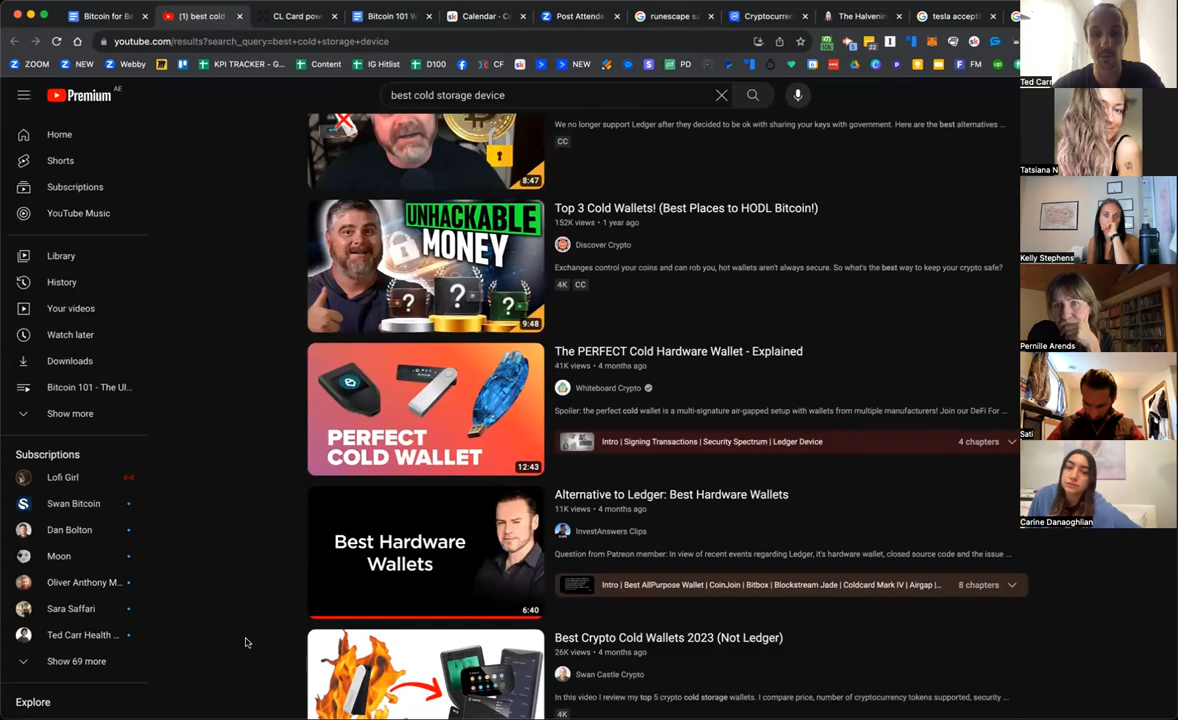 Bitcoin for Be
(1) best cold
CL Card pow
Bitcoin 101 W
Calendar - C
Post Attende
runescape sa
Cryptocurren
The Halvenin
tesla accepti
youtube.com/results?search_query=best+cold+storage+device
ZOOM
NEW
Webby
KPI TRACKER - G...
Content
IG Hitlist
D100
CF
NEW
PD
FM
Premium
AE
best cold storage device
Home
Shorts
Subscriptions
YouTube Music
Library
History
Your videos
Watch later
Downloads
Bitcoin 101 - The Ul...
Show more
Subscriptions
Lofi Girl
Swan Bitcoin
Dan Bolton
Moon
Oliver Anthony M...
Sara Saffari
Ted Carr Health ...
Show 69 more
Explore
8:47
We no longer support Ledger after they decided to be ok with sharing your keys with government. Here are the best alternatives ...
CC
UNHACKABLE
MONEY
? ? ?
9:48
Top 3 Cold Wallets! (Best Places to HODL Bitcoin!)
152K views • 1 year ago
Discover Crypto
Exchanges control your coins and can rob you, hot wallets aren't always secure. So what's the best way to keep your crypto safe?
4K CC
PERFECT
COLD WALLET
12:43
The PERFECT Cold Hardware Wallet - Explained
41K views • 4 months ago
Whiteboard Crypto
Spoiler: the perfect cold wallet is a multi-signature air-gapped setup with wallets from multiple manufacturers! Join our DeFi For ...
Intro | Signing Transactions | Security Spectrum | Ledger Device
4 chapters
Best Hardware
Wallets
6:40
Alternative to Ledger: Best Hardware Wallets
11K views • 4 months ago
InvestAnswers Clips
Question from Patreon member: In view of recent events regarding Ledger, it's hardware wallet, closed source code and the issue ...
Intro | Best AllPurpose Wallet | CoinJoin | Bitbox | Blockstream Jade | Coldcard Mark IV | Airgap |...
8 chapters
Best Crypto Cold Wallets 2023 (Not Ledger)
26K views • 4 months ago
Swan Castle Crypto
In this video I review my top 5 crypto cold storage wallets. I compare price, number of cryptocurrency tokens supported, security ...
4K
Ted Carr
Tatsiana N
Kelly Stephens
Pernille Arends
Sati
Carine Danaoghlian